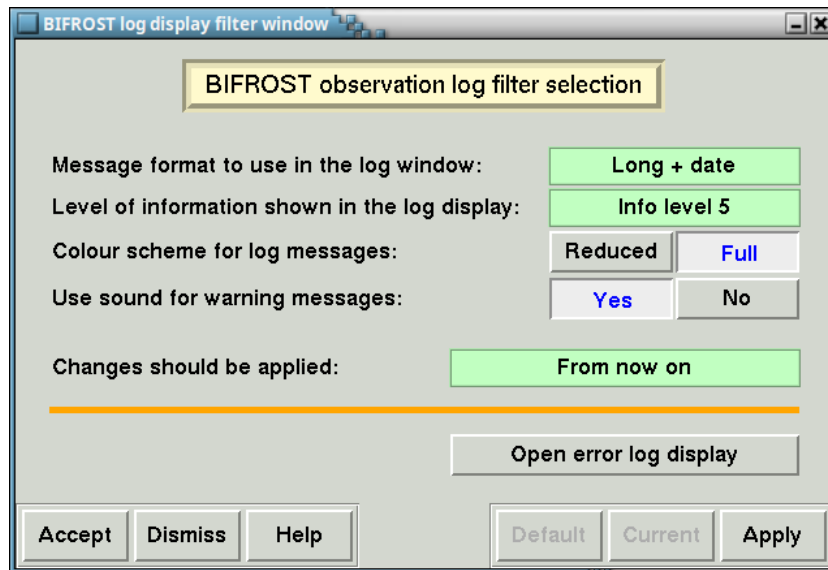 BIFROST log display filter window
BIFROST observation log filter selection
Message format to use in the log window: Long + date
Level of information shown in the log display: Info level 5
Colour scheme for log messages: Reduced Full
Use sound for warning messages: Yes No
Changes should be applied: From now on
Open error log display
Accept Dismiss Help Default Current Apply